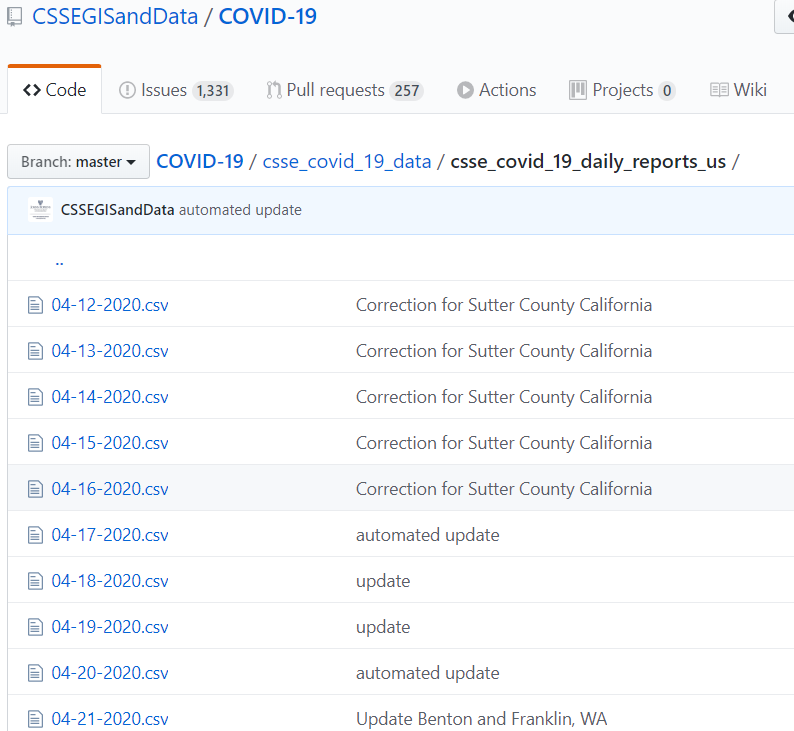 CSSEGISandData / COVID-19
Code Issues 1,331 Pull requests 257 Actions Projects 0 Wiki
Branch: master COVID-19 / csse_covid_19_data / csse_covid_19_daily_reports_us /
CSSEGISandData automated update
..
04-12-2020.csv Correction for Sutter County California
04-13-2020.csv Correction for Sutter County California
04-14-2020.csv Correction for Sutter County California
04-15-2020.csv Correction for Sutter County California
04-16-2020.csv Correction for Sutter County California
04-17-2020.csv automated update
04-18-2020.csv update
04-19-2020.csv update
04-20-2020.csv automated update
04-21-2020.csv Update Benton and Franklin, WA